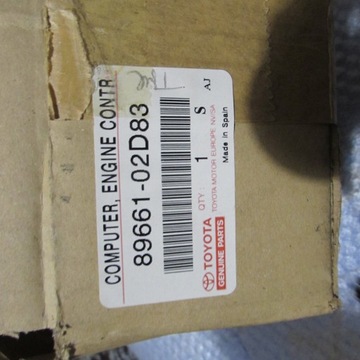 COMPUTER, ENGINE CONTR
89661-02D83
QTY 1 S AJ
TOYOTA MOTOR EUROPE NV/SA
Made in Spain
TOYOTA
GENUINE PARTS